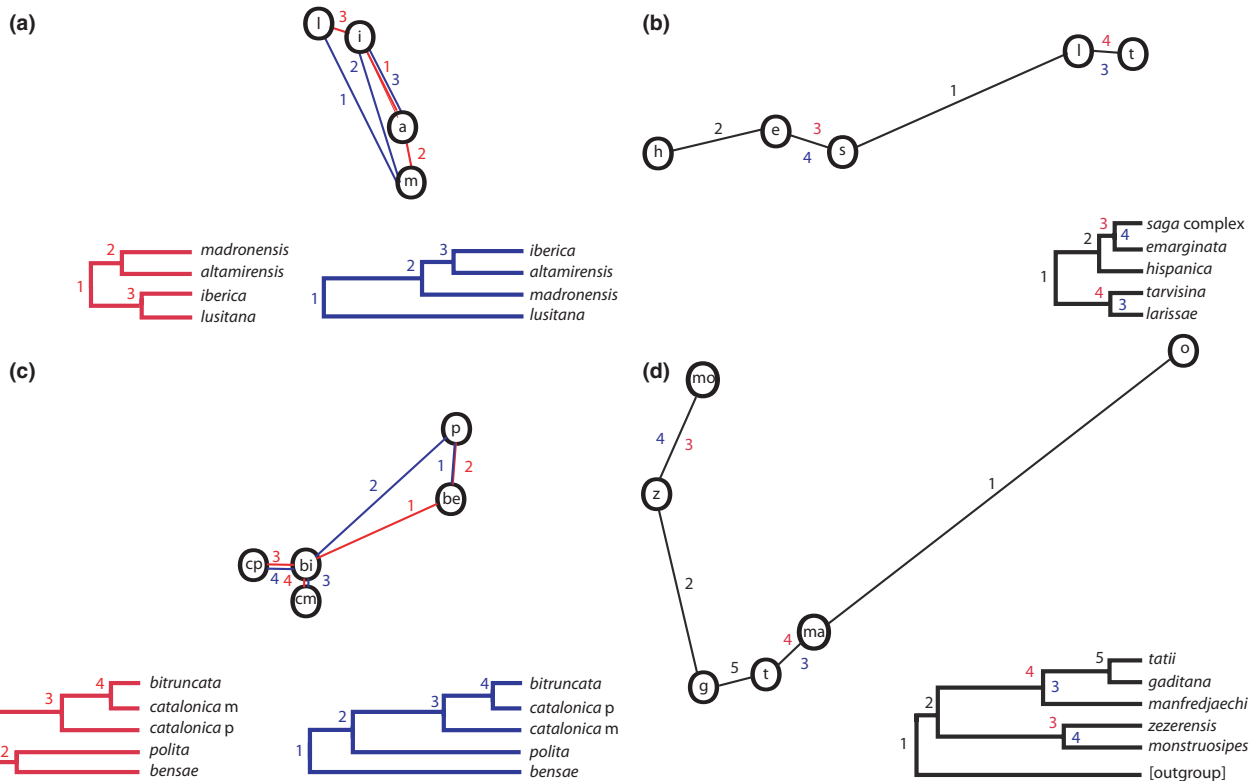 (a)
l
3
i
2
1
3
1
a
2
m
2
madronensis
altamirensis
1
3
iberica
lusitana
3
iberica
2
altamirensis
madronensis
1
lusitana
(b)
4
l
t
3
1
2
e
3
h
4
s
3
saga complex
2
4
emarginata
hispanica
1
4
tarvisina
3
larissae
(c)
p
1
2
2
be
1
3
cp
bi
4
4
3
cm
4
bitruncata
3
catalonica m
catalonica p
2
polita
bensae
4
bitruncata
3
catalonica p
2
catalonica m
1
polita
bensae
(d)
o
mo
4
3
1
z
2
ma
4
3
5
t
g
5
tatii
4
gaditana
3
2
manfredjaechi
3
zezerensis
4
monstruosipes
1
[outgroup]